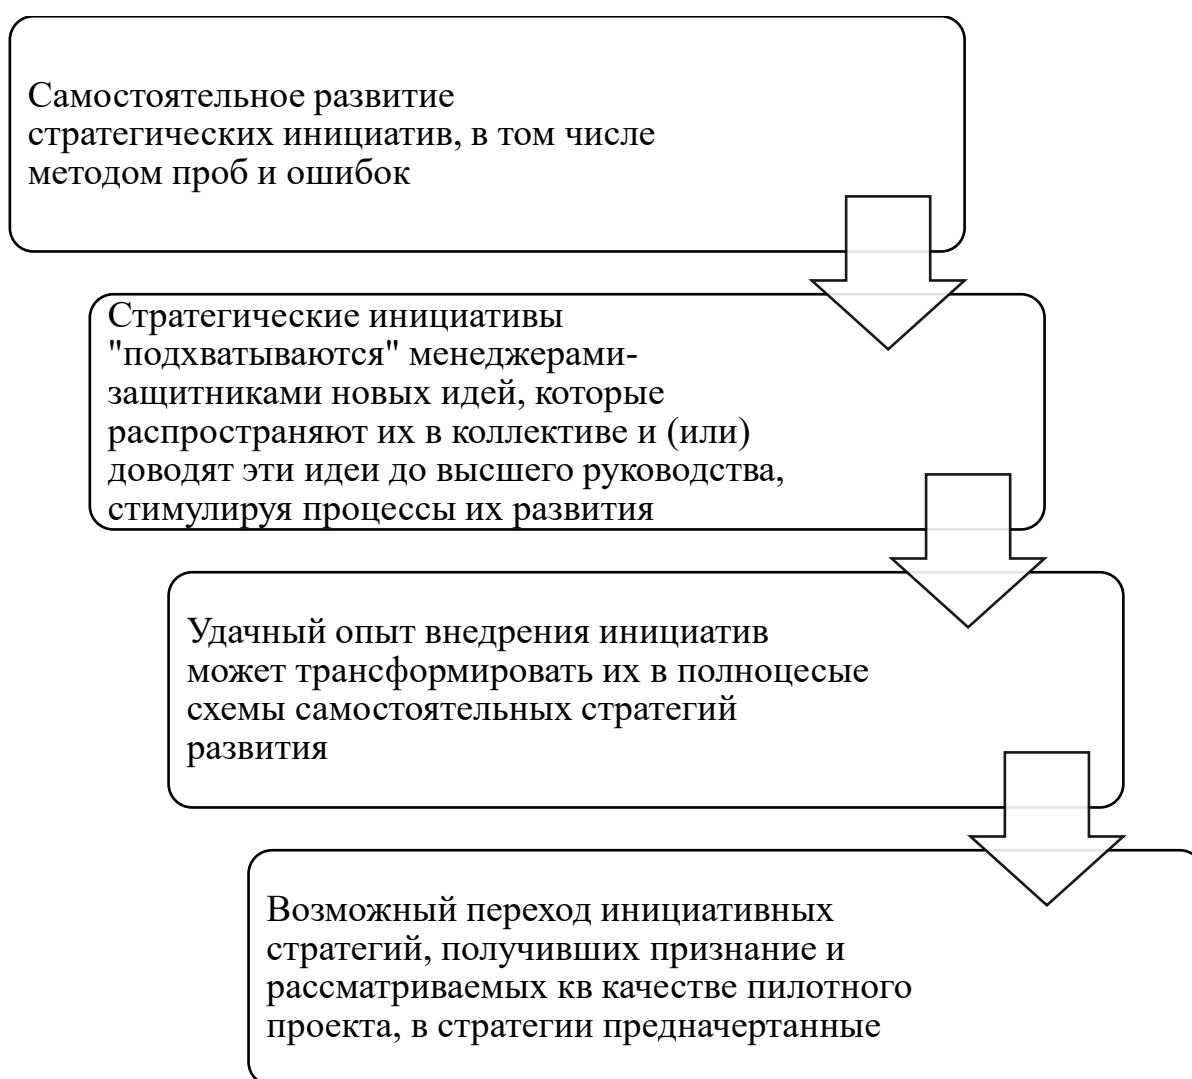 Самостоятельное развитие
стратегических инициатив, в том числе
методом проб и ошибок
Стратегические инициативы
"подхватываются" менеджерами-
защитниками новых идей, которые
распространяют их в коллективе и (или)
доводят эти идеи до высшего руководства,
стимулируя процессы их развития
Удачный опыт внедрения инициатив
может трансформировать их в полноцесые
схемы самостоятельных стратегий
развития
Возможный переход инициативных
стратегий, получивших признание и
рассматриваемых кв качестве пилотного
проекта, в стратегии предначертанные